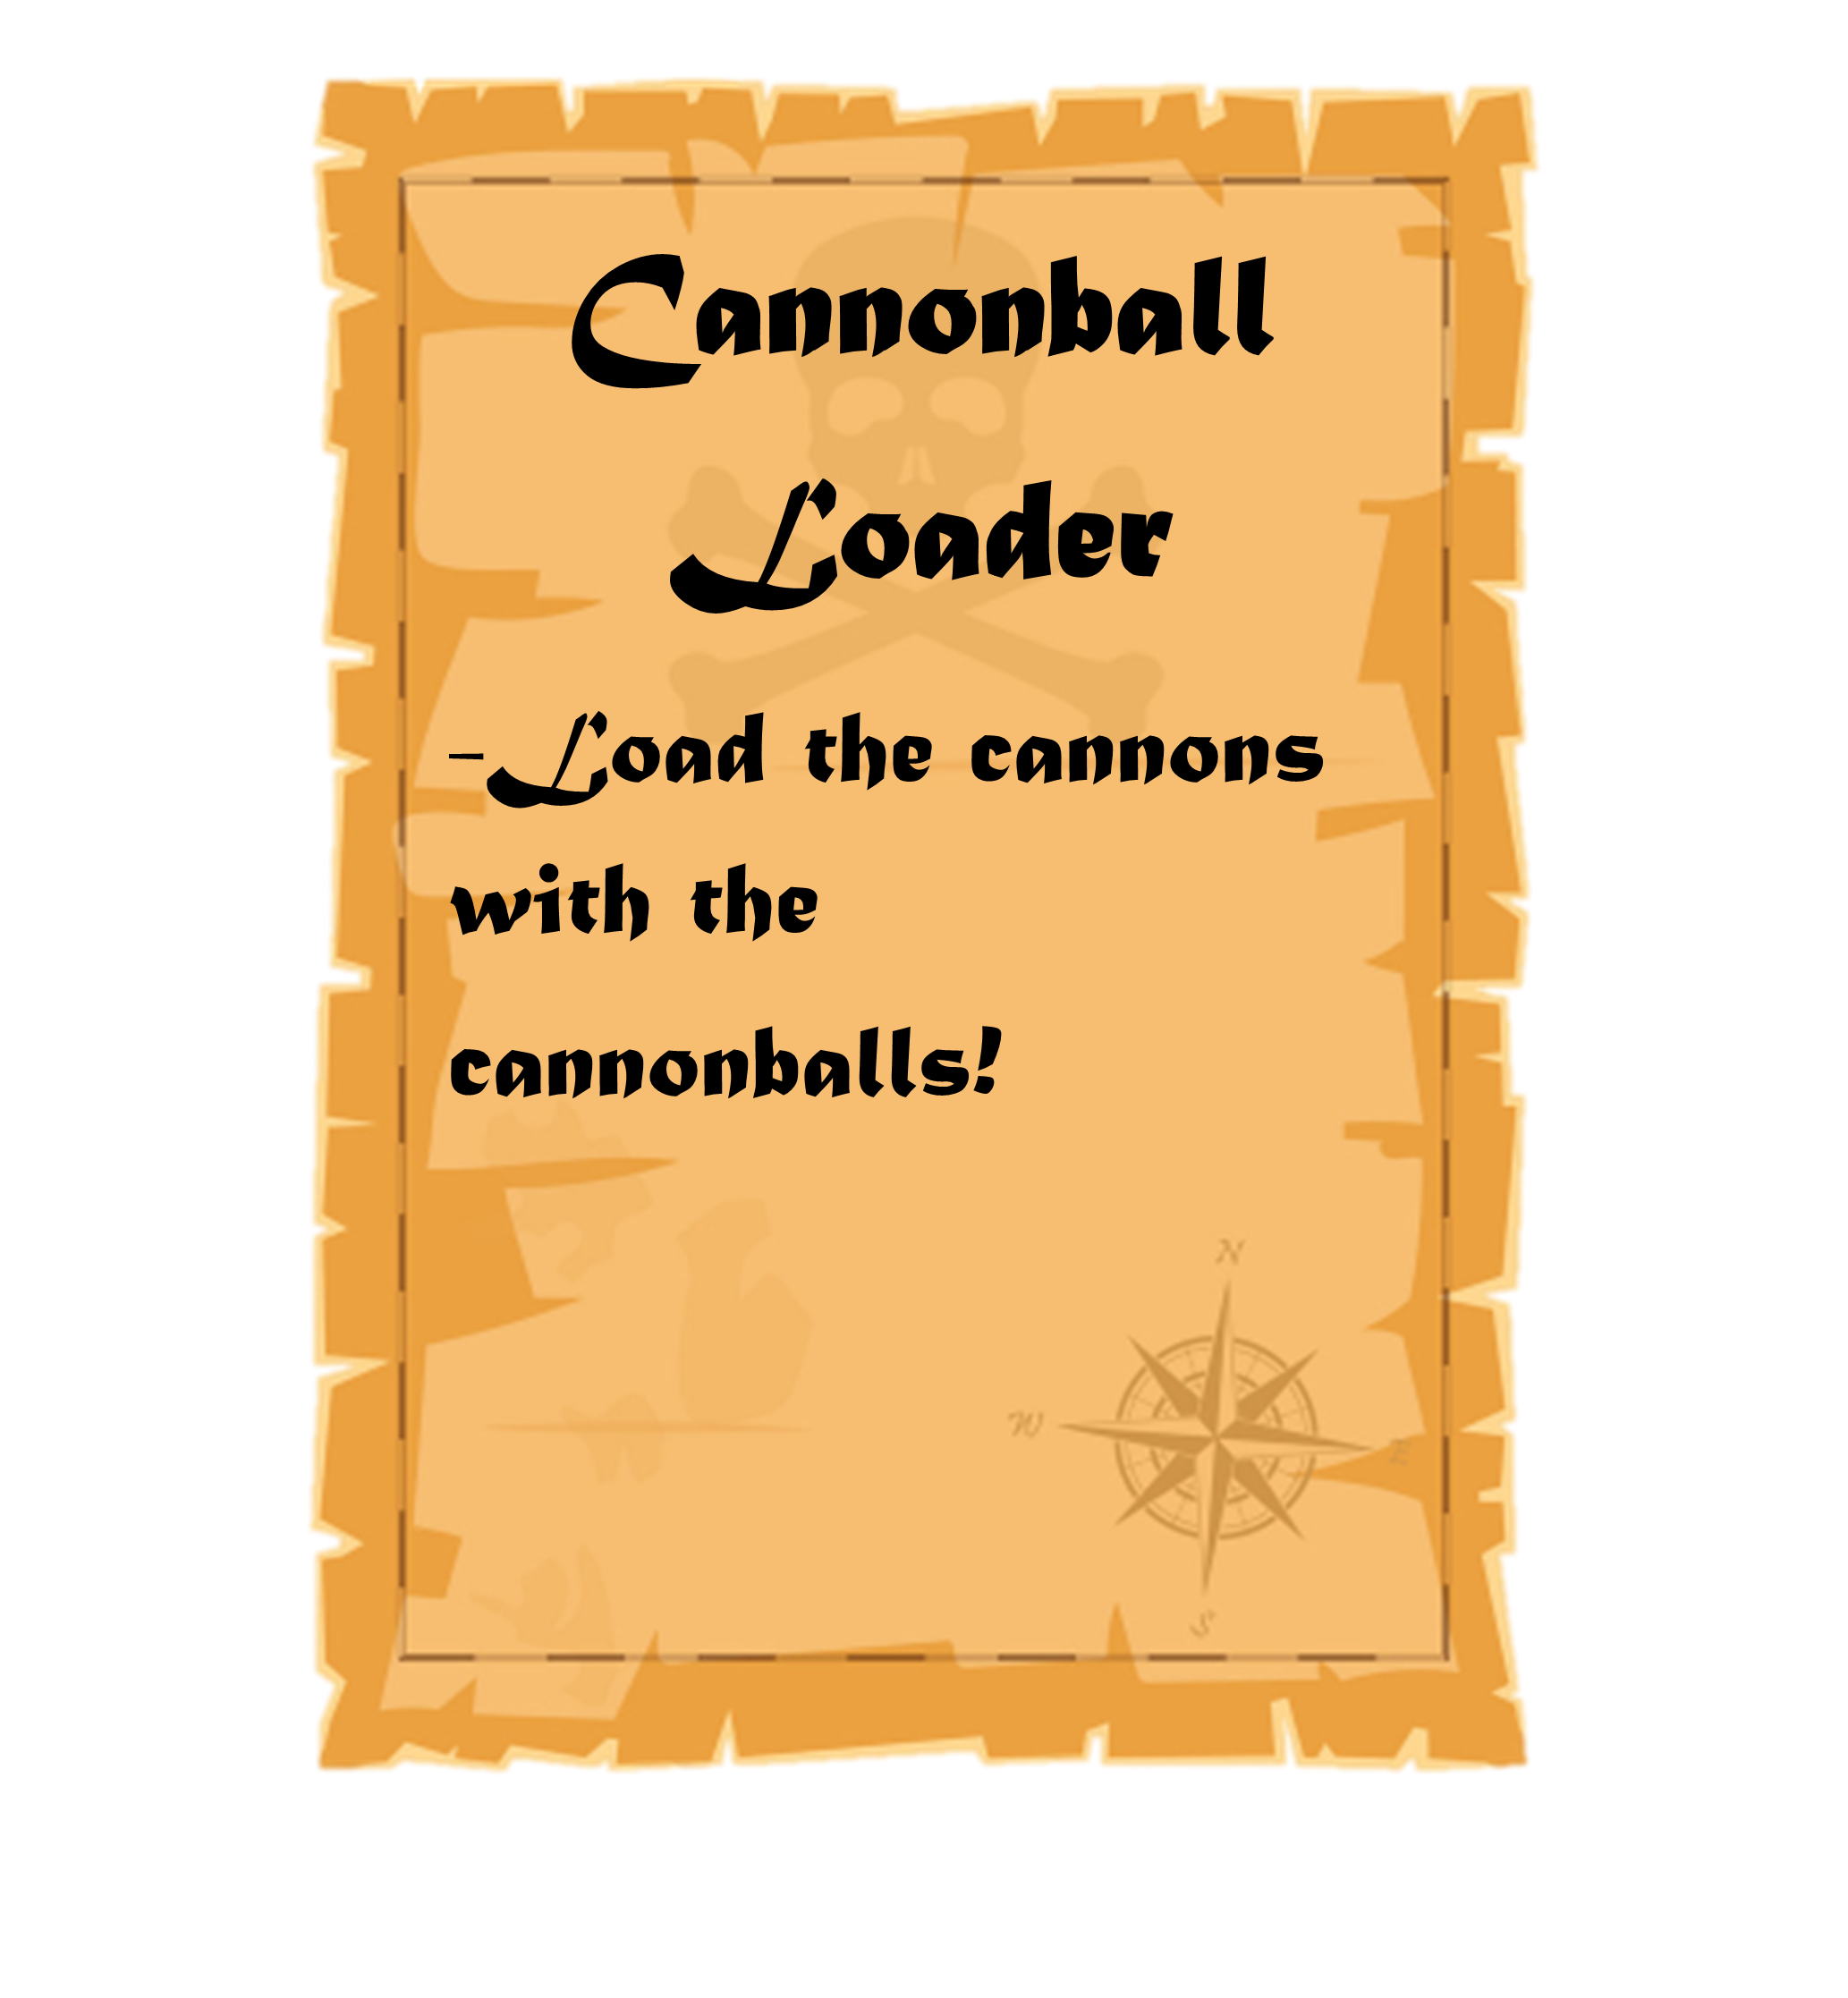 Cannonball
Loader
-Load the cannons
with the
cannonballs!
N
W
E
S